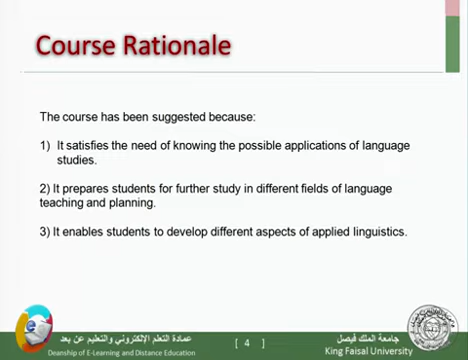 Course Rationale
The course has been suggested because:
1) It satisfies the need of knowing the possible applications of language
studies.
2) It prepares students for further study in different fields of language
teaching and planning.
3) It enables students to develop different aspects of applied linguistics.
عمادة التعلم الإلكتروني والتعليم عن بعد
Deanship of E-Learning and Distance Education
[ 4 ]
جامعة الملك فيصل
King Faisal University